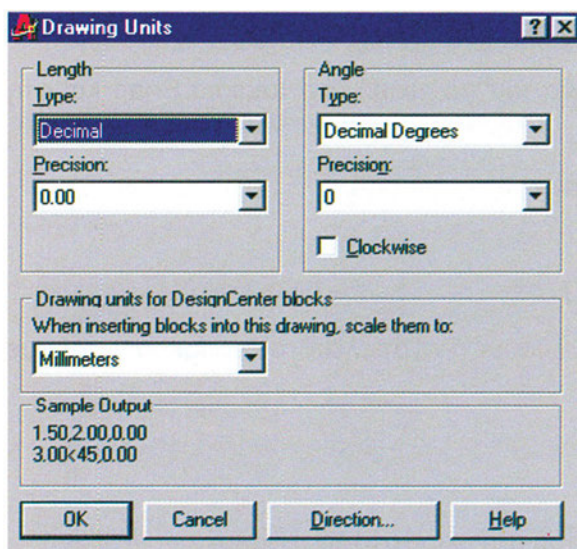 Drawing Units
Length
Type:
Decimal
Precision:
0.00
Angle
Type:
Decimal Degrees
Precision:
0
Clockwise
Drawing units for DesignCenter blocks
When inserting blocks into this drawing, scale them to:
Millimeters
Sample Output
1.50,2.00,0.00
3.00<45,0.00
OK Cancel Direction... Help